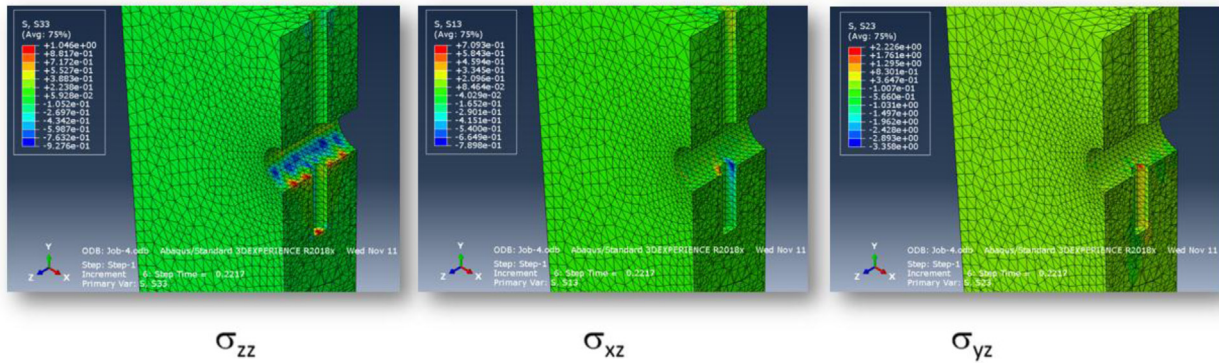 S, S33
(Avg: 75%)
+1.046e+00
+8.817e-01
+7.172e-01
+5.527e-01
+3.883e-01
+2.238e-01
+5.928e-02
-1.052e-01
-2.697e-01
-4.342e-01
-5.987e-01
-7.632e-01
-9.276e-01
Y
Z X
ODB: Job-4.odb Abaqus/Standard 3DEXPERIENCE R2018x Wed Nov 11
Step: Step-1
Increment 6: Step Time = 0.2217
Primary Var: S, S33
σzz
S, S13
(Avg: 75%)
+7.093e-01
+5.843e-01
+4.594e-01
+3.345e-01
+2.096e-01
+8.464e-02
-4.029e-02
-1.652e-01
-2.901e-01
-4.151e-01
-5.400e-01
-6.649e-01
-7.898e-01
Y
Z X
ODB: Job-4.odb Abaqus/Standard 3DEXPERIENCE R2018x Wed Nov 11
Step: Step-1
Increment 6: Step Time = 0.2217
Primary Var: S, S13
σxz
S, S23
(Avg: 75%)
+2.226e+00
+1.761e+00
+1.295e+00
+8.301e-01
+3.647e-01
-1.007e-01
-5.660e-01
-1.031e+00
-1.497e+00
-1.962e+00
-2.428e+00
-2.893e+00
-3.358e+00
Y
Z X
ODB: Job-4.odb Abaqus/Standard 3DEXPERIENCE R2018x Wed Nov 11
Step: Step-1
Increment 6: Step Time = 0.2217
Primary Var: S, S23
σyz